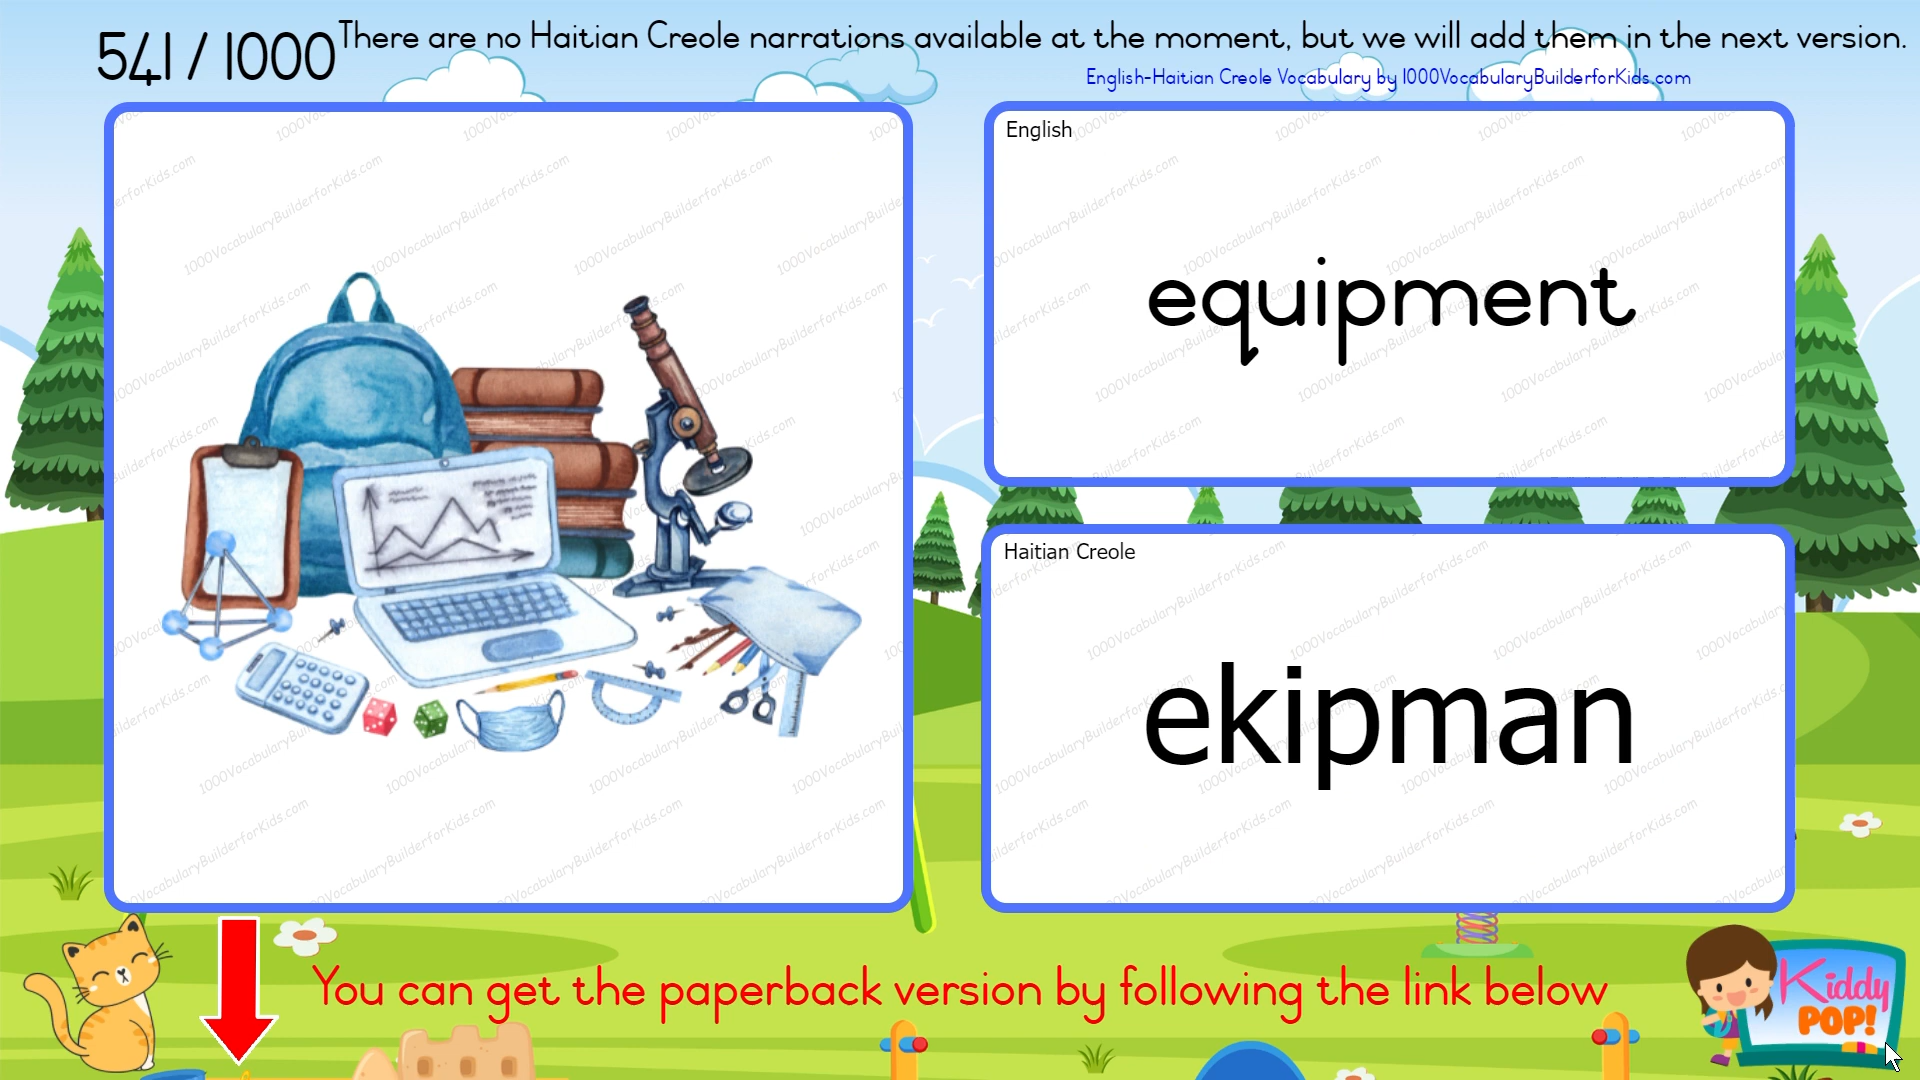 541 / 1000
There are no Haitian Creole narrations available at the moment, but we will add them in the next version.
English-Haitian Creole Vocabulary by 1000VocabularyBuilderforKids.com
English
equipment
Haitian Creole
ekipman
1000VocabularyBuilderforKids.com
You can get the paperback version by following the link below
Kiddy
POP!